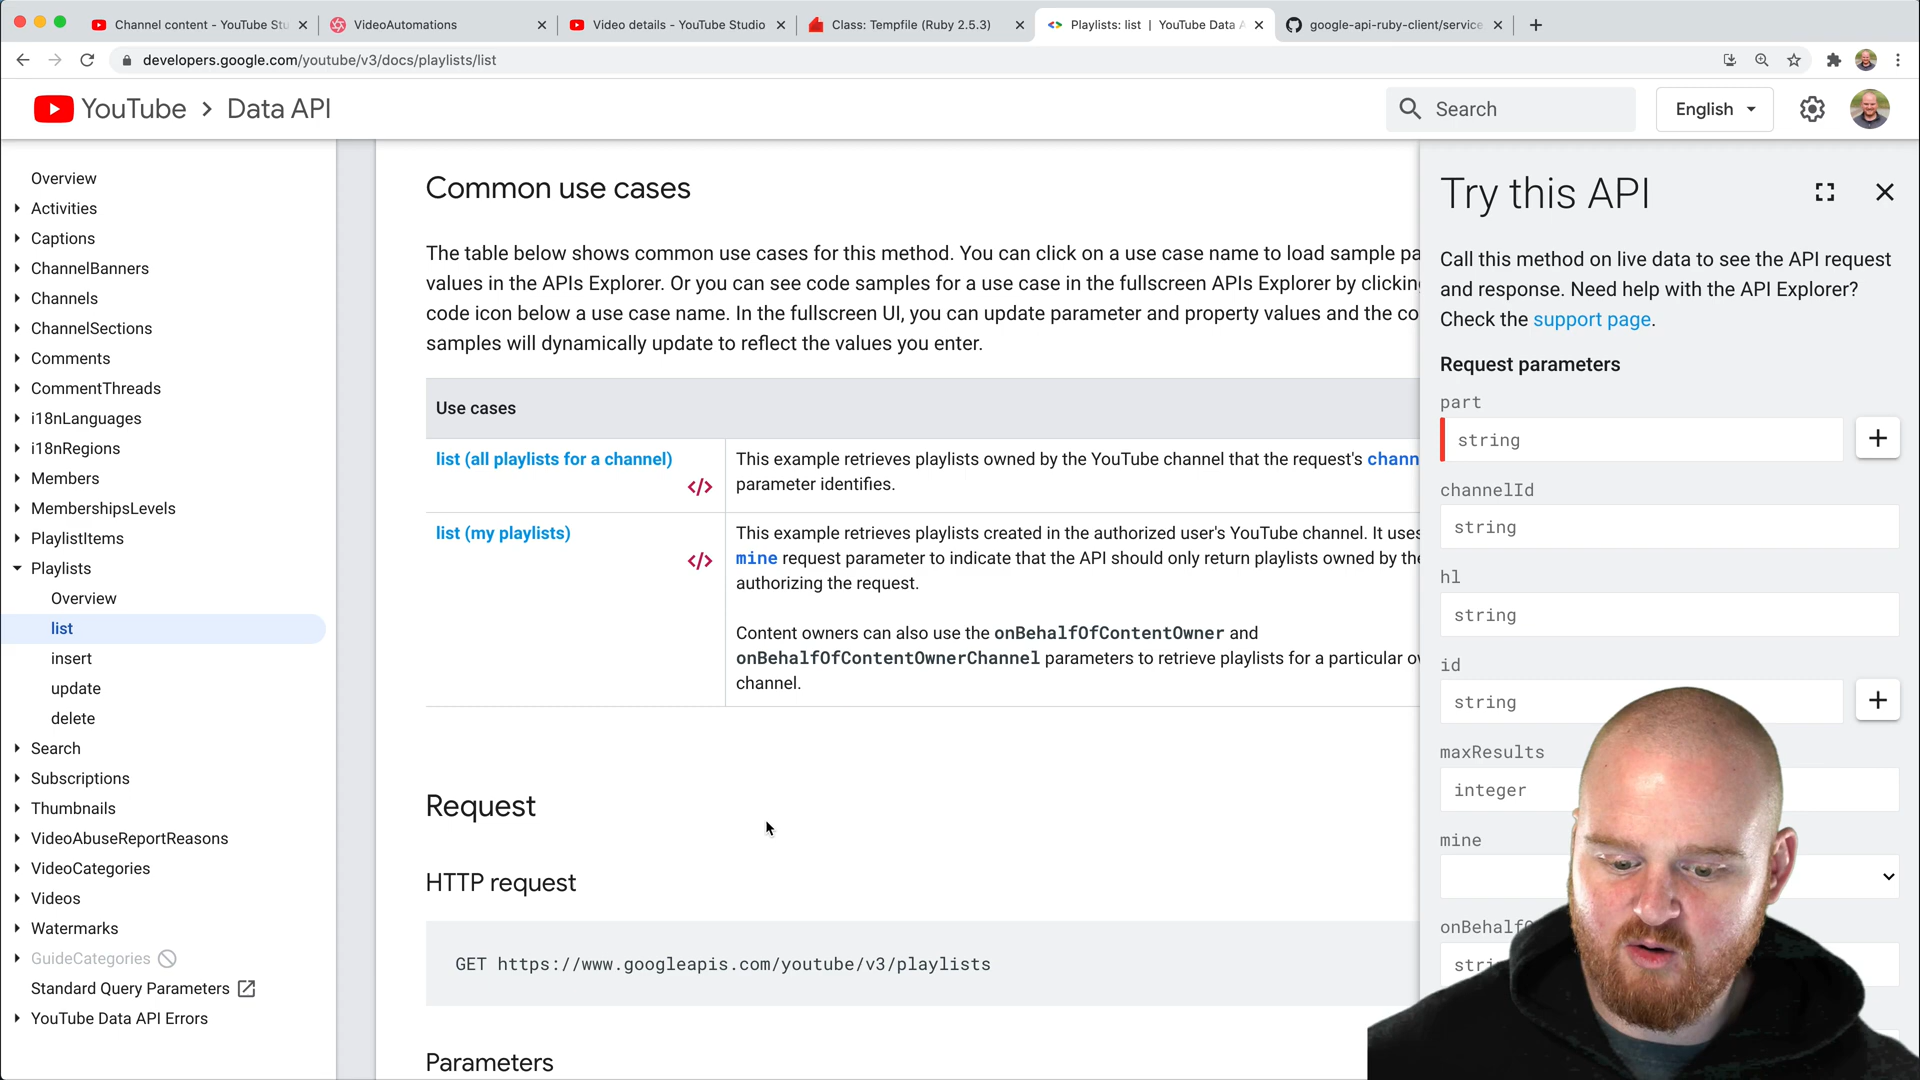 Channel content - YouTube Stu
VideoAutomations
Video details - YouTube Studio
Class: Tempfile (Ruby 2.5.3)
Playlists: list | YouTube Data A
google-api-ruby-client/service
developers.google.com/youtube/v3/docs/playlists/list
YouTube > Data API
Search
English
Overview
Activities
Captions
ChannelBanners
Channels
ChannelSections
Comments
CommentThreads
i18nLanguages
i18nRegions
Members
MembershipsLevels
PlaylistItems
Playlists
Overview
list
insert
update
delete
Search
Subscriptions
Thumbnails
VideoAbuseReportReasons
VideoCategories
Videos
Watermarks
GuideCategories
Standard Query Parameters
YouTube Data API Errors
Common use cases
The table below shows common use cases for this method. You can click on a use case name to load sample pa
values in the APIs Explorer. Or you can see code samples for a use case in the fullscreen APIs Explorer by clicking
code icon below a use case name. In the fullscreen UI, you can update parameter and property values and the co
samples will dynamically update to reflect the values you enter.
Use cases
list (all playlists for a channel)
</>
This example retrieves playlists owned by the YouTube channel that the request's chann
parameter identifies.
list (my playlists)
</>
This example retrieves playlists created in the authorized user's YouTube channel. It uses
mine request parameter to indicate that the API should only return playlists owned by the
authorizing the request.
Content owners can also use the onBehalfOfContentOwner and
onBehalfOfContentOwnerChannel parameters to retrieve playlists for a particular ow
channel.
Request
HTTP request
GET https://www.googleapis.com/youtube/v3/playlists
Parameters
Try this API
Call this method on live data to see the API request
and response. Need help with the API Explorer?
Check the support page.
Request parameters
part
string
channelId
string
hl
string
id
string
maxResults
integer
mine
onBehalfO
stri